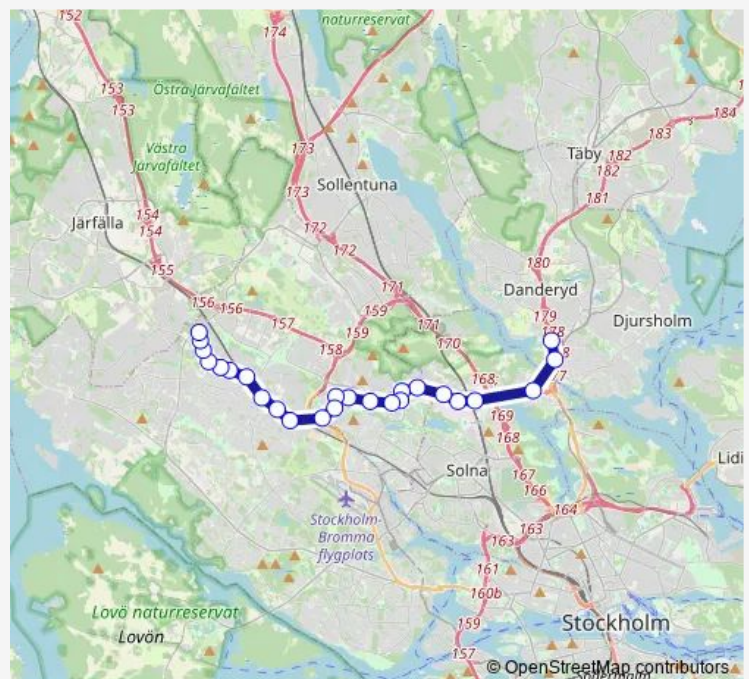 152
174
naturreservat
153
153
Östra Järvafältet
184
183
Västra
Järvafältet
173
Täby
182
182
173
Sollentuna
181
154
154
Järfälla
172
172
155
180
171
Danderyd
156
156
159
157
159
171
179
Djursholm
178
158
170
168;
169
168
Solna
167
Lidi
166
164
Stockholm-
Bromma
flygplats
163
163
161
160b
Lovö naturreservat
Lovön
159
Stockholm
157
© OpenStreetMap contributors